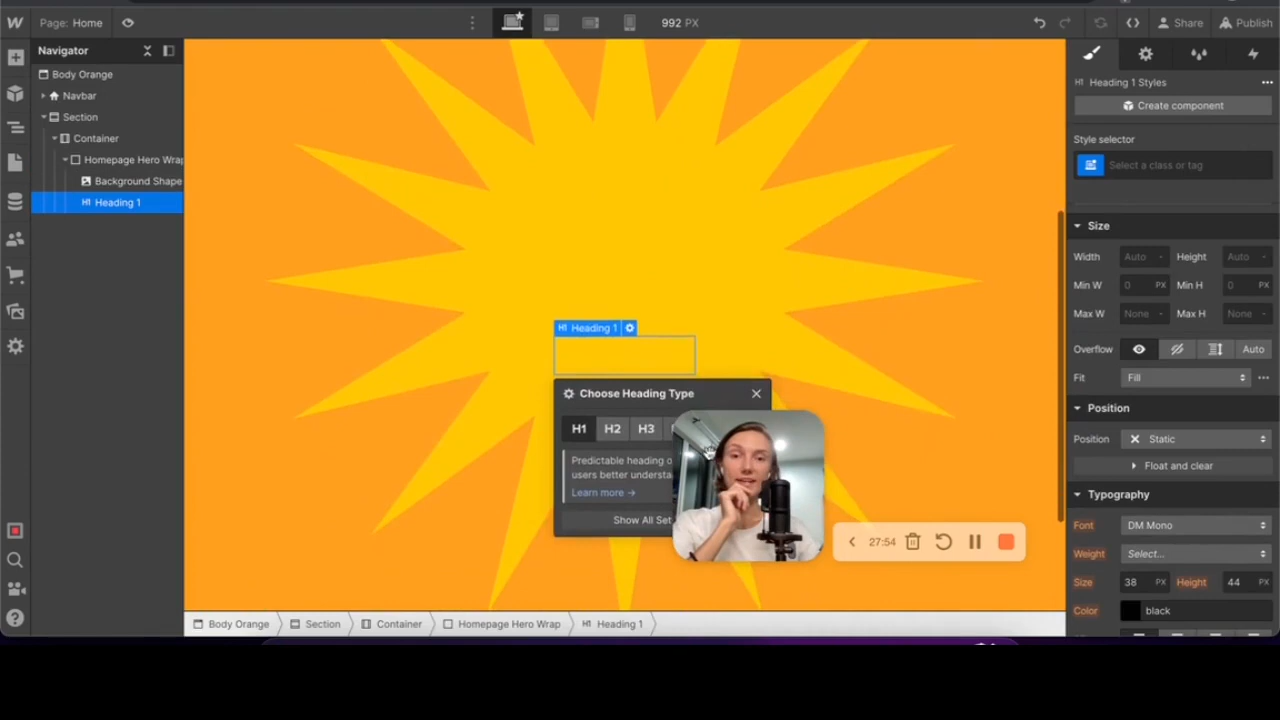 Page: Home
992 PX
Share
Publish
Navigator
Body Orange
Navbar
Section
Container
Homepage Hero Wrap
Background Shape
H1 Heading 1
H1 Heading 1
Choose Heading Type
H1 H2 H3
Predictable heading
users better understa
Learn more →
Show All Set
27:54
Body Orange
Section
Container
Homepage Hero Wrap
H1 Heading 1
H1 Heading 1 Styles
Create component
Style selector
Select a class or tag
Size
Width Auto - Height Auto -
Min W 0 PX Min H 0 PX
Max W None - Max H None -
Overflow Auto
Fit Fill
Position
Position Static
Float and clear
Typography
Font DM Mono
Weight Select...
Size 38 PX Height 44 PX
Color black